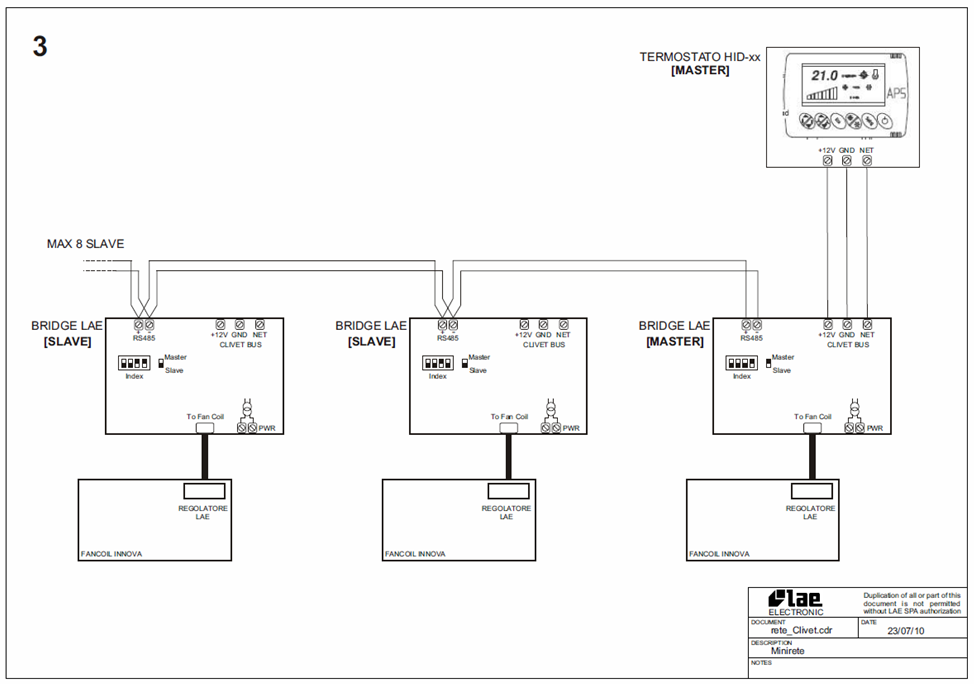 3
TERMOSTATO HID-xx
[MASTER]
21.0
APS
+12V GND NET
MAX 8 SLAVE
BRIDGE LAE
[SLAVE]
+ -
RS485
+12V GND NET
CLIVET BUS
Master
Slave
Index
To Fan Coil
PWR
REGOLATORE
LAE
FANCOIL INNOVA
BRIDGE LAE
[SLAVE]
+ -
RS485
+12V GND NET
CLIVET BUS
Master
Slave
Index
To Fan Coil
PWR
REGOLATORE
LAE
FANCOIL INNOVA
BRIDGE LAE
[MASTER]
+ -
RS485
+12V GND NET
CLIVET BUS
Master
Slave
Index
To Fan Coil
PWR
REGOLATORE
LAE
FANCOIL INNOVA
lae
ELECTRONIC
Duplication of all or part of this
document is not permitted
without LAE SPA authorization
DOCUMENT
rete_Clivet.cdr
DATE
23/07/10
DESCRIPTION
Minirete
NOTES